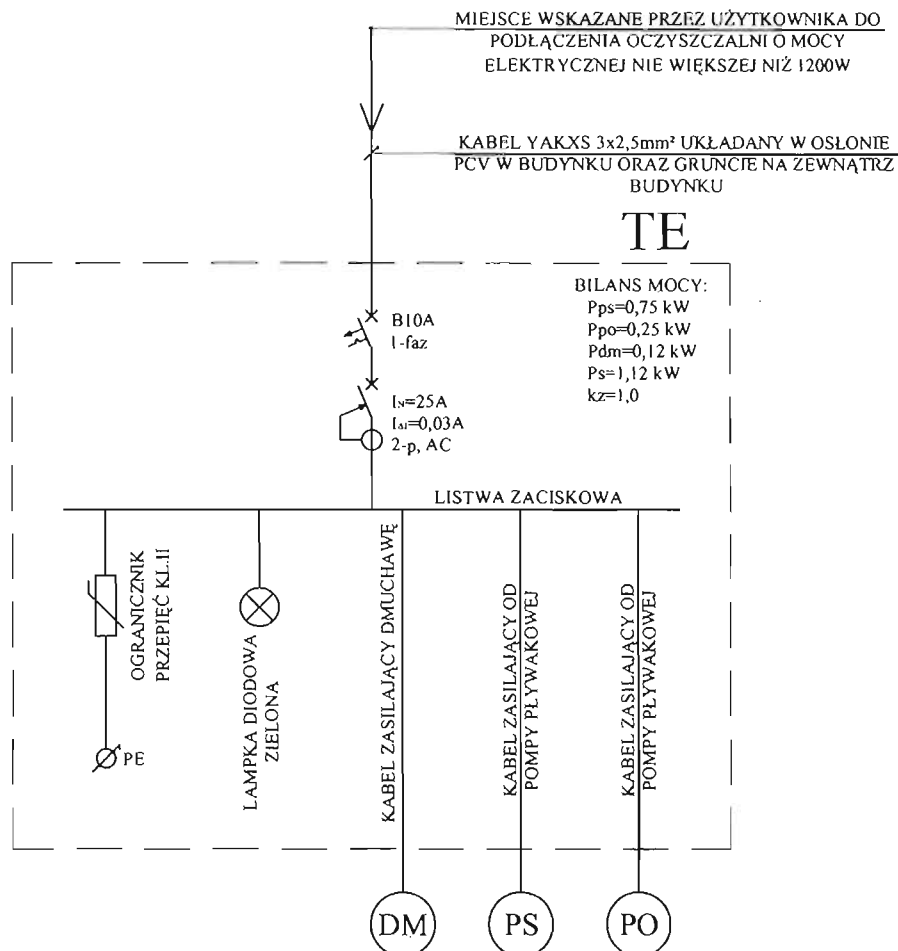 MIEJSCE WSKAZANE PRZEZ UŻYTKOWNIKA DO
PODŁĄCZENIA OCZYSZCZALNI O MOCY
ELEKTRYCZNEJ NIE WIĘKSZEJ NIŻ 1200W
KABEL YAKXS 3x2,5mm² UKŁADANY W OSŁONIE
PCV W BUDYNKU ORAZ GRUNCIE NA ZEWNĄTRZ
BUDYNKU
TE
BILANS MOCY:
Pps=0,75 kW
Ppo=0,25 kW
Pdm=0,12 kW
Ps=1,12 kW
kz=1,0
B10A
1-faz
IN=25A
IΔI=0,03A
2-p, AC
LISTWA ZACISKOWA
OGRANICZNIK
PRZEPIĘĆ KL.II
PE
LAMPKA DIODOWA
ZIELONA
KABEL ZASILAJĄCY DMUCHAWĘ
KABEL ZASILAJĄCY OD
POMPY PŁYWAKOWEJ
KABEL ZASILAJĄCY OD
POMPY PŁYWAKOWEJ
DM
PS
PO